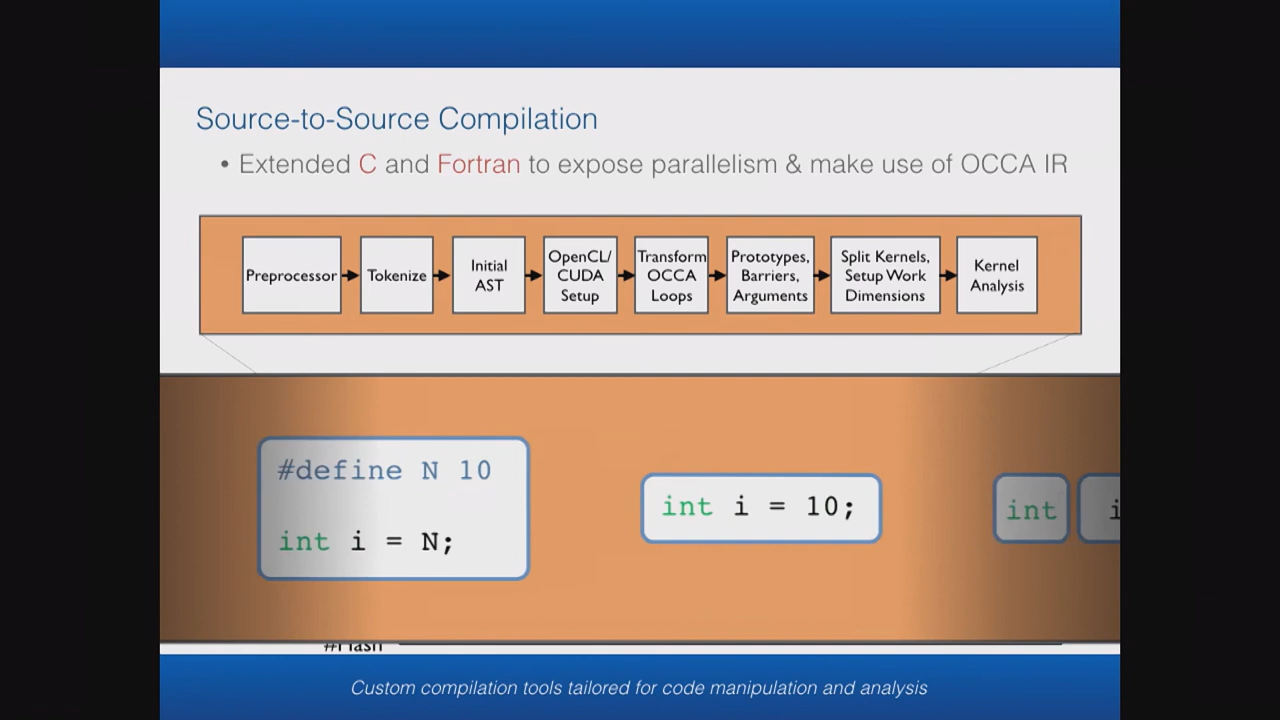 Source-to-Source Compilation
• Extended C and Fortran to expose parallelism & make use of OCCA IR
Preprocessor
Tokenize
Initial
AST
OpenCL/
CUDA
Setup
Transform
OCCA
Loops
Prototypes,
Barriers,
Arguments
Split Kernels,
Setup Work
Dimensions
Kernel
Analysis
#define N 10
int i = N;
int i = 10;
int
i
#Hash
Custom compilation tools tailored for code manipulation and analysis